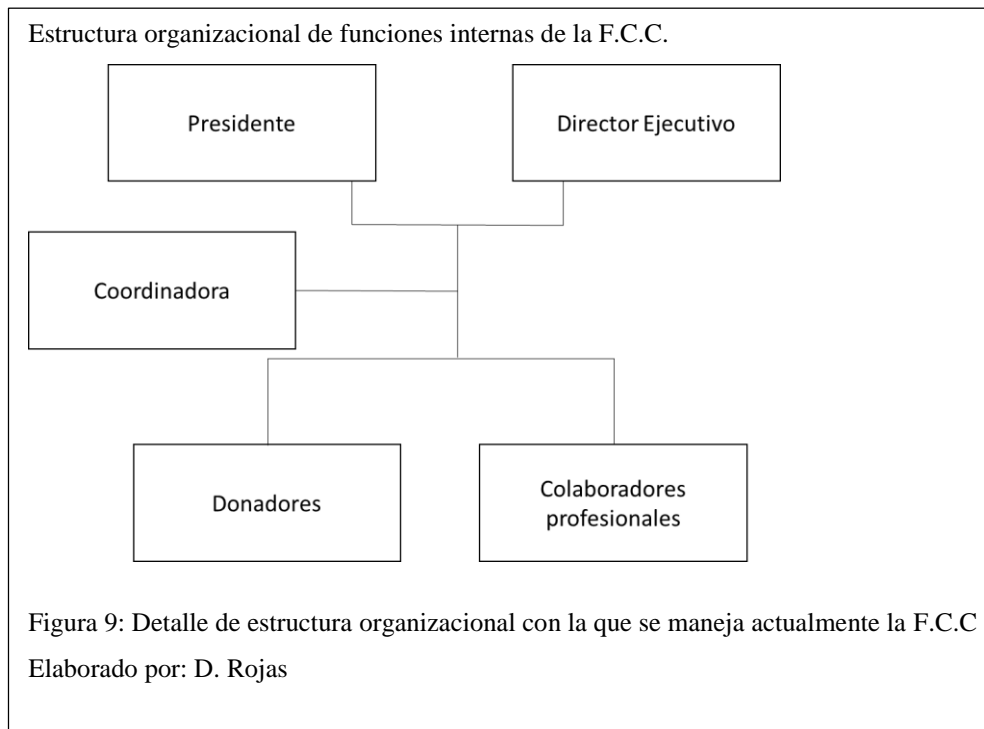 Estructura organizacional de funciones internas de la F.C.C.
Presidente
Director Ejecutivo
Coordinadora
Donadores
Colaboradores
profesionales
Figura 9: Detalle de estructura organizacional con la que se maneja actualmente la F.C.C
Elaborado por: D. Rojas